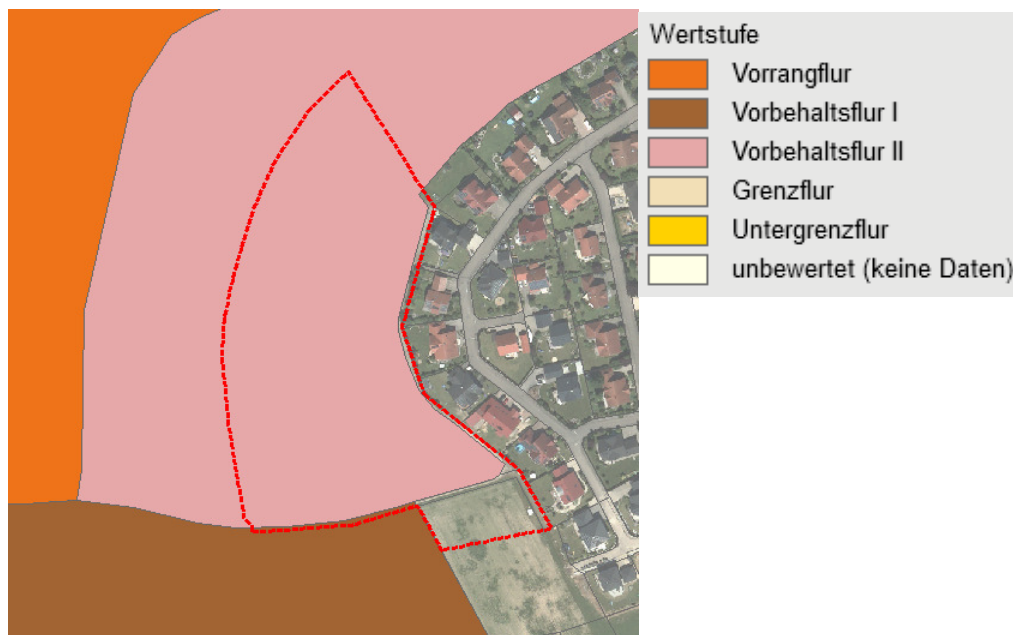 Wertstufe
Vorrangflur
Vorbehaltsflur I
Vorbehaltsflur II
Grenzflur
Untergrenzflur
unbewertet (keine Daten)